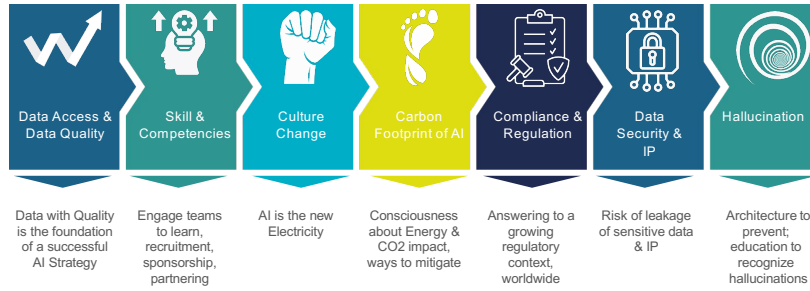 Data Access &
Data Quality
Skill &
Competencies
Culture
Change
Carbon
Footprint of AI
Compliance &
Regulation
Data
Security &
IP
Hallucination
Data with Quality
is the foundation
of a successful
AI Strategy
Engage teams
to learn,
recruitment,
sponsorship,
partnering
AI is the new
Electricity
Consciousness
about Energy &
CO2 impact,
ways to mitigate
Answering to a
growing
regulatory
context,
worldwide
Risk of leakage
of sensitive data
& IP
Architecture to
prevent;
education to
recognize
hallucinations